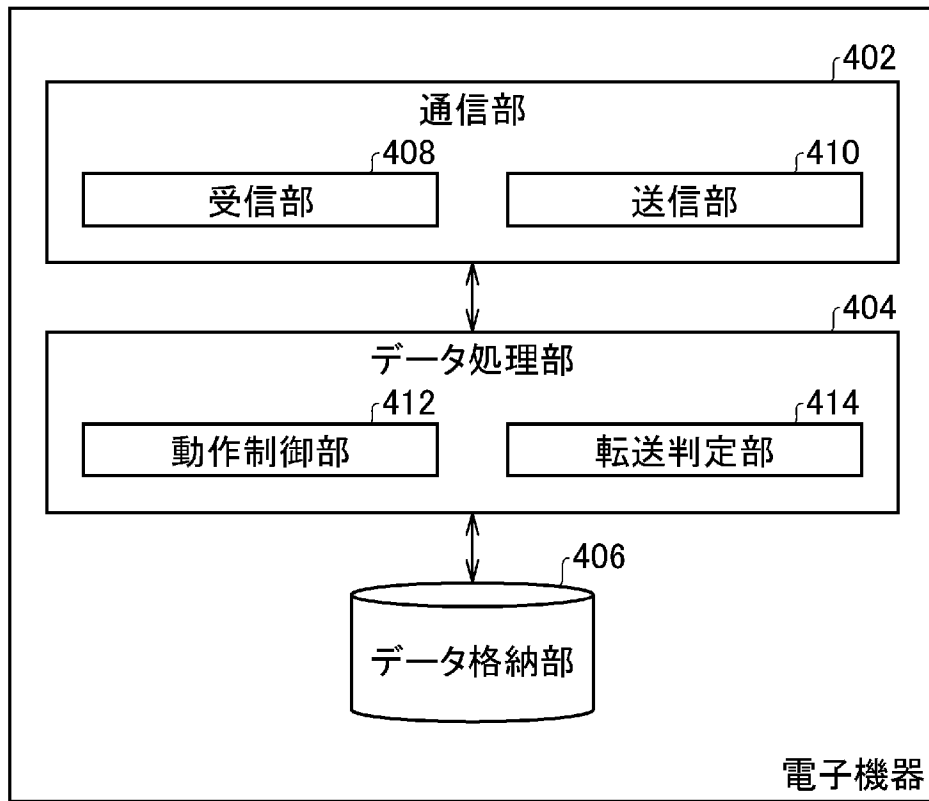 402
通信部
408
受信部
410
送信部
404
データ処理部
412
動作制御部
414
転送判定部
406
データ格納部
電子機器